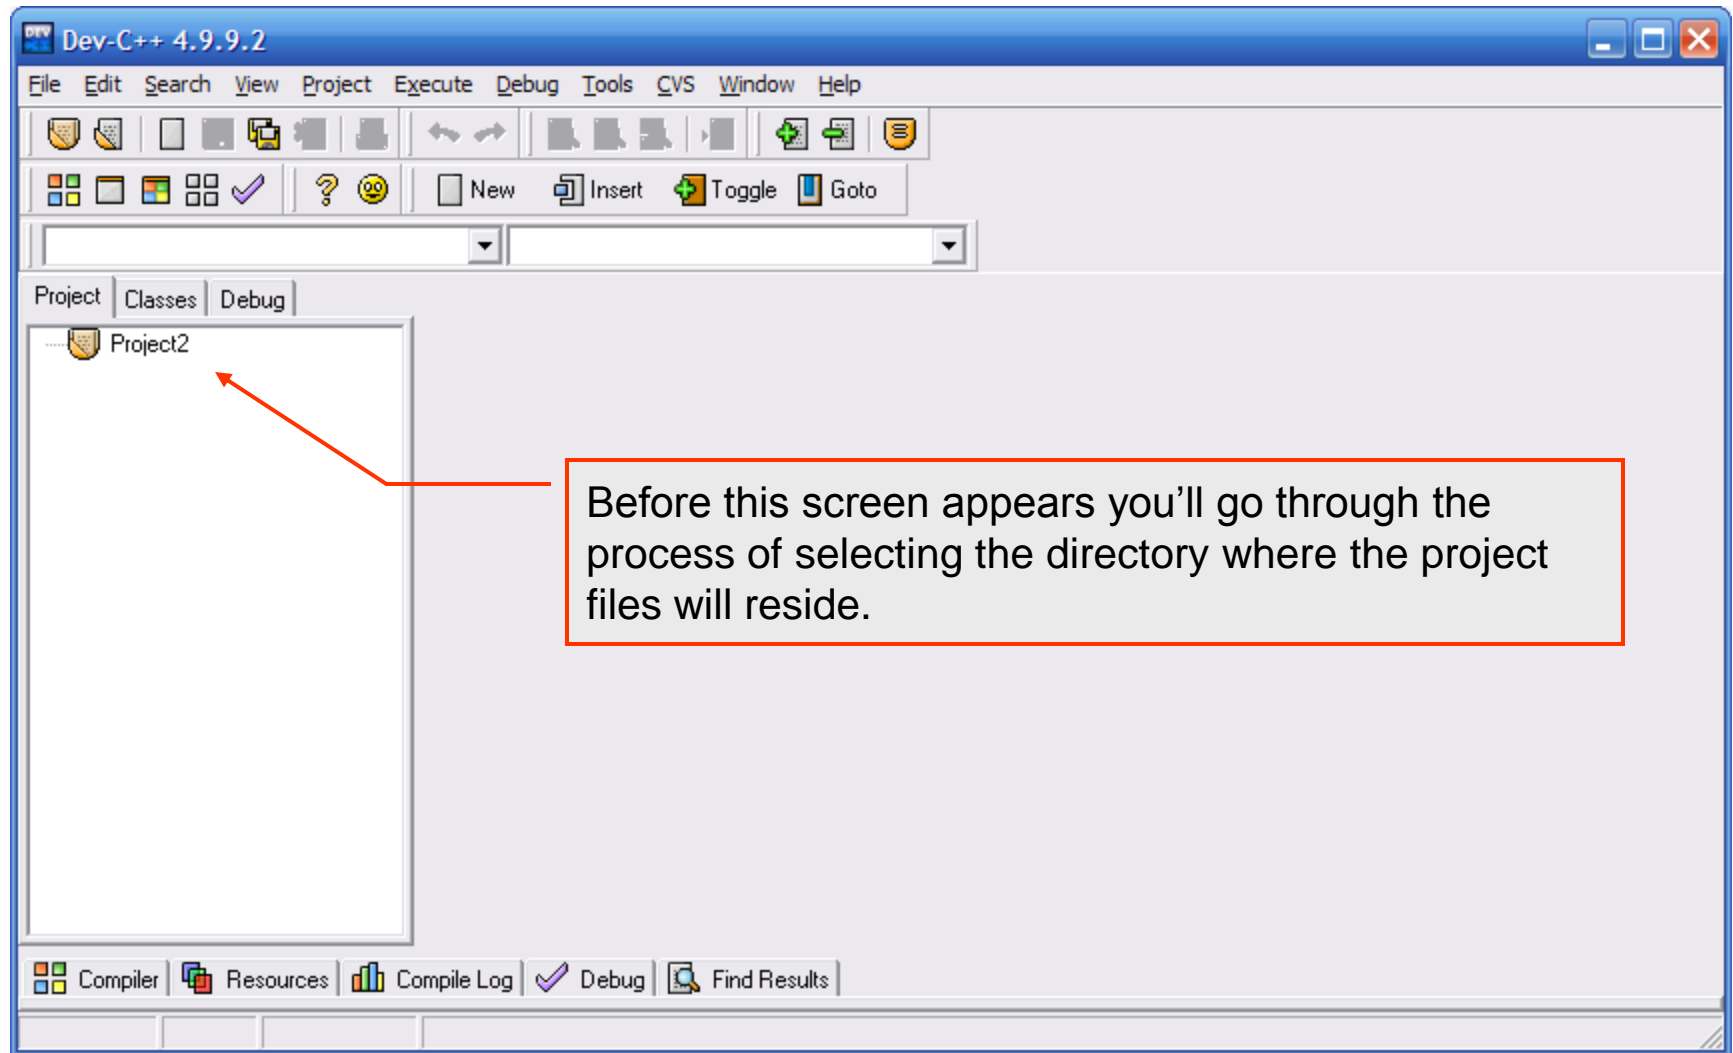 Dev-C++ 4.9.9.2
File Edit Search View Project Execute Debug Tools CVS Window Help
New Insert Toggle Goto
Project Classes Debug
Project2
Before this screen appears you’ll go through the
process of selecting the directory where the project
files will reside.
Compiler Resources Compile Log Debug Find Results